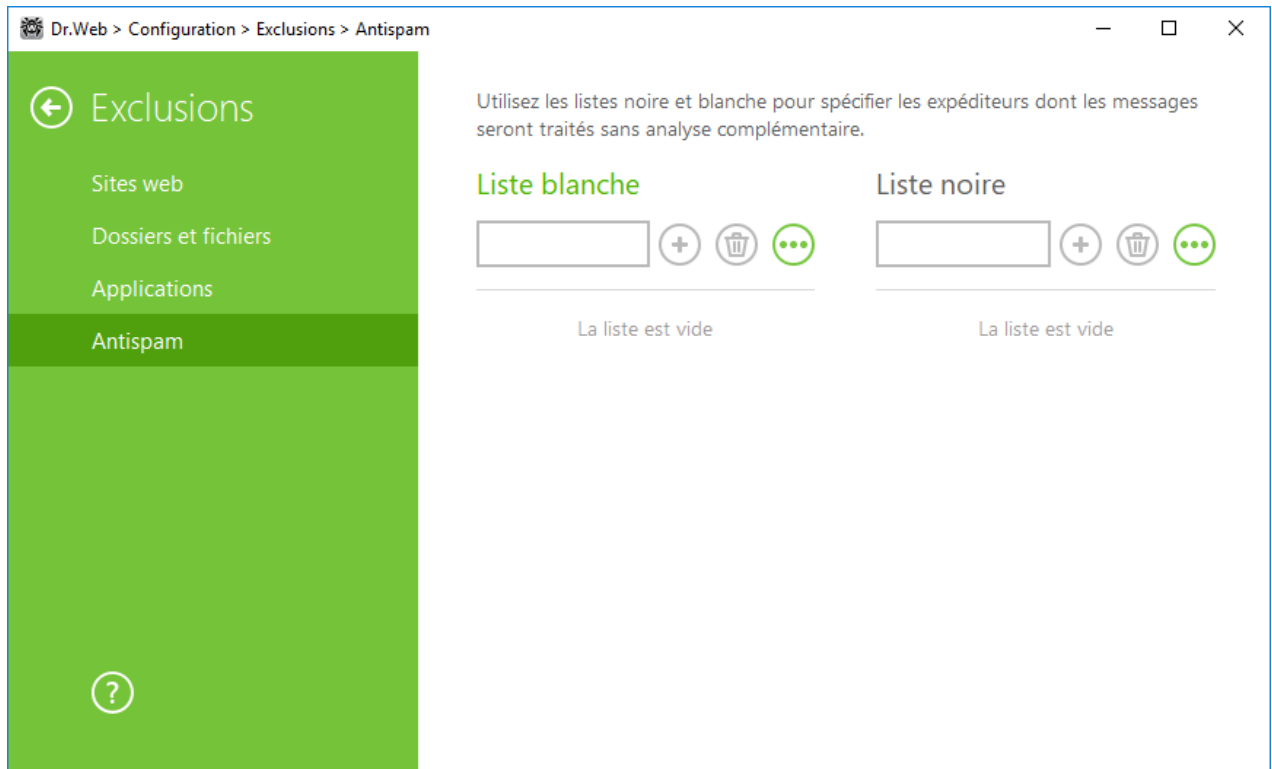 Dr.Web > Configuration > Exclusions > Antispam
Exclusions
Sites web
Dossiers et fichiers
Applications
Antispam
?
Utilisez les listes noire et blanche pour spécifier les expéditeurs dont les messages
seront traités sans analyse complémentaire.
Liste blanche
La liste est vide
Liste noire
La liste est vide